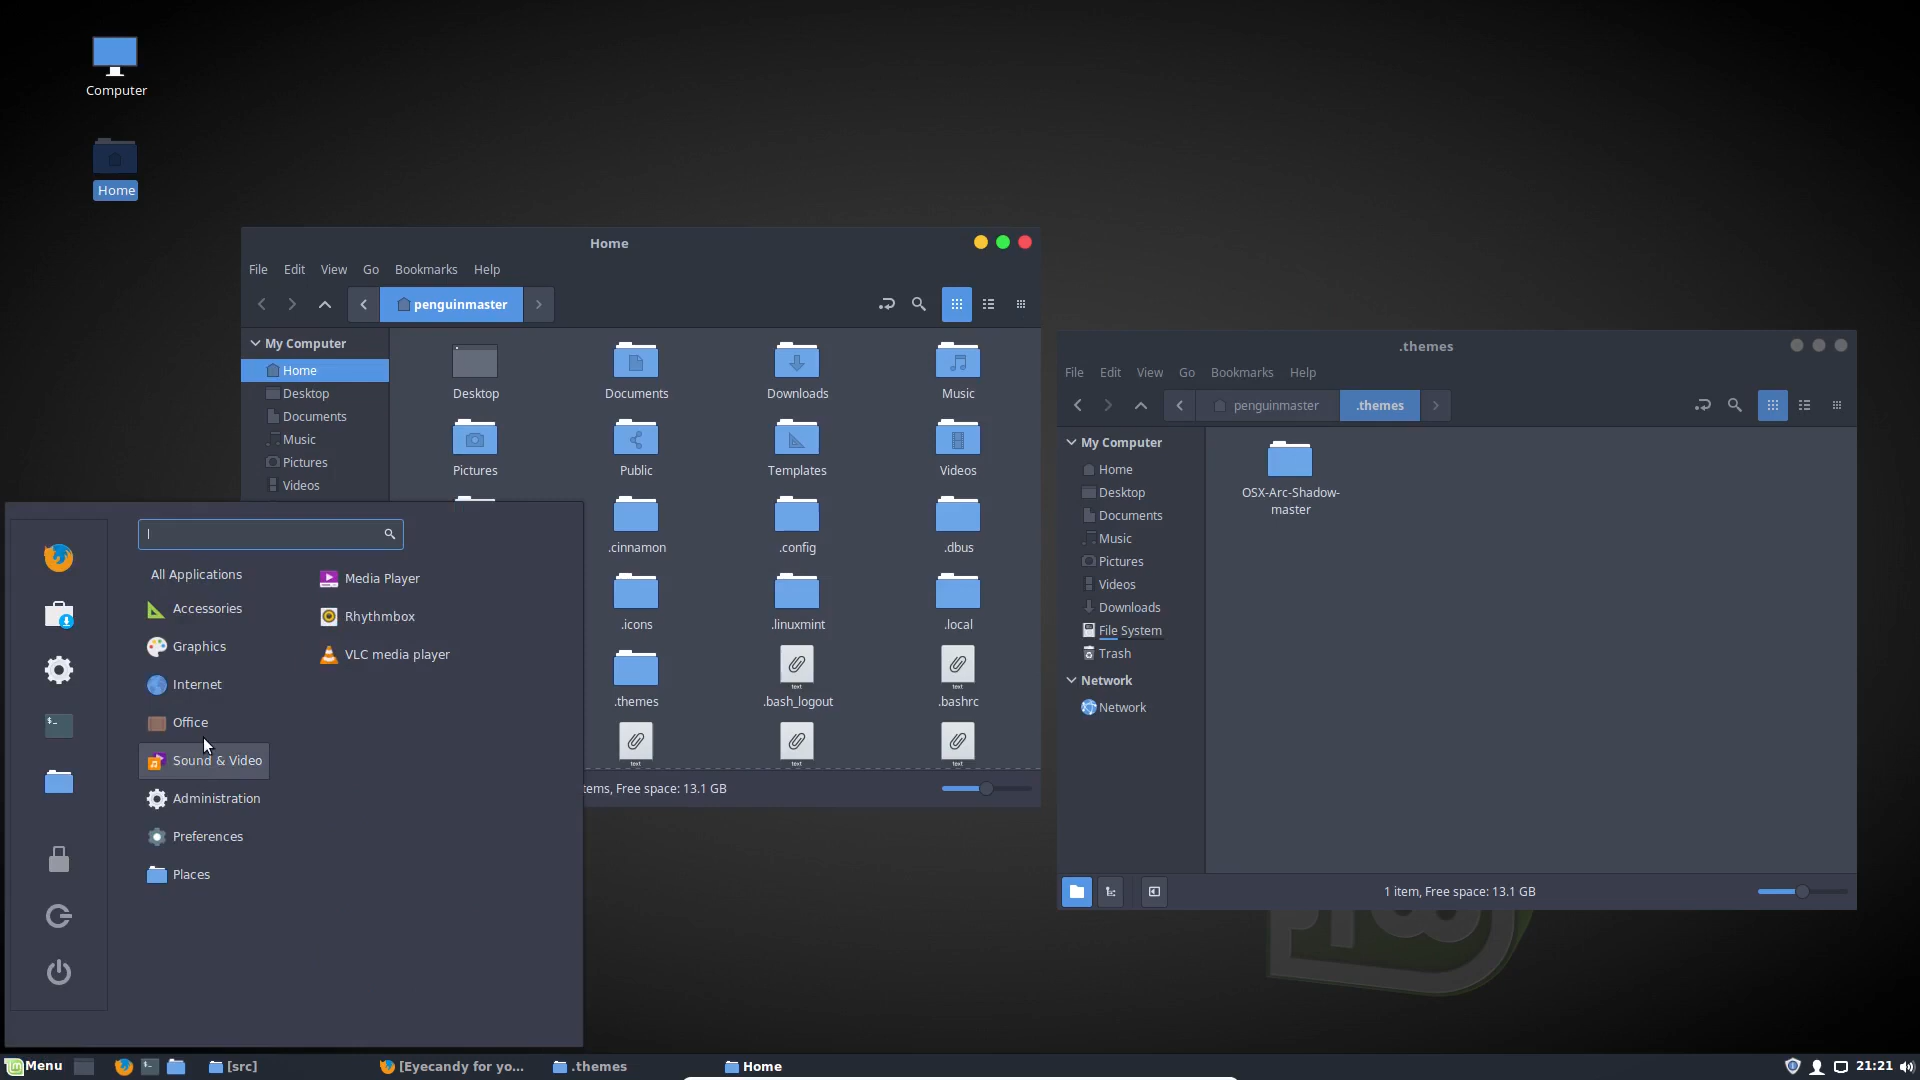 Computer
Home
Home
File Edit View Go Bookmarks Help
penguinmaster
My Computer
Home
Desktop
Documents
Music
Pictures
Videos
Desktop
Documents
Downloads
Music
Pictures
Public
Templates
Videos
.cinnamon
.config
.dbus
.icons
.linuxmint
.local
.themes
.bash_logout
.bashrc
text
text
text
text
text
tems, Free space: 13.1 GB
.themes
File Edit View Go Bookmarks Help
penguinmaster
.themes
My Computer
Home
Desktop
Documents
Music
Pictures
Videos
Downloads
File System
Trash
Network
Network
OSX-Arc-Shadow-
master
1 item, Free space: 13.1 GB
All Applications
Accessories
Graphics
Internet
Office
Sound & Video
Administration
Preferences
Places
Media Player
Rhythmbox
VLC media player
Menu
[src]
[Eyecandy for yo...
.themes
Home
21:21